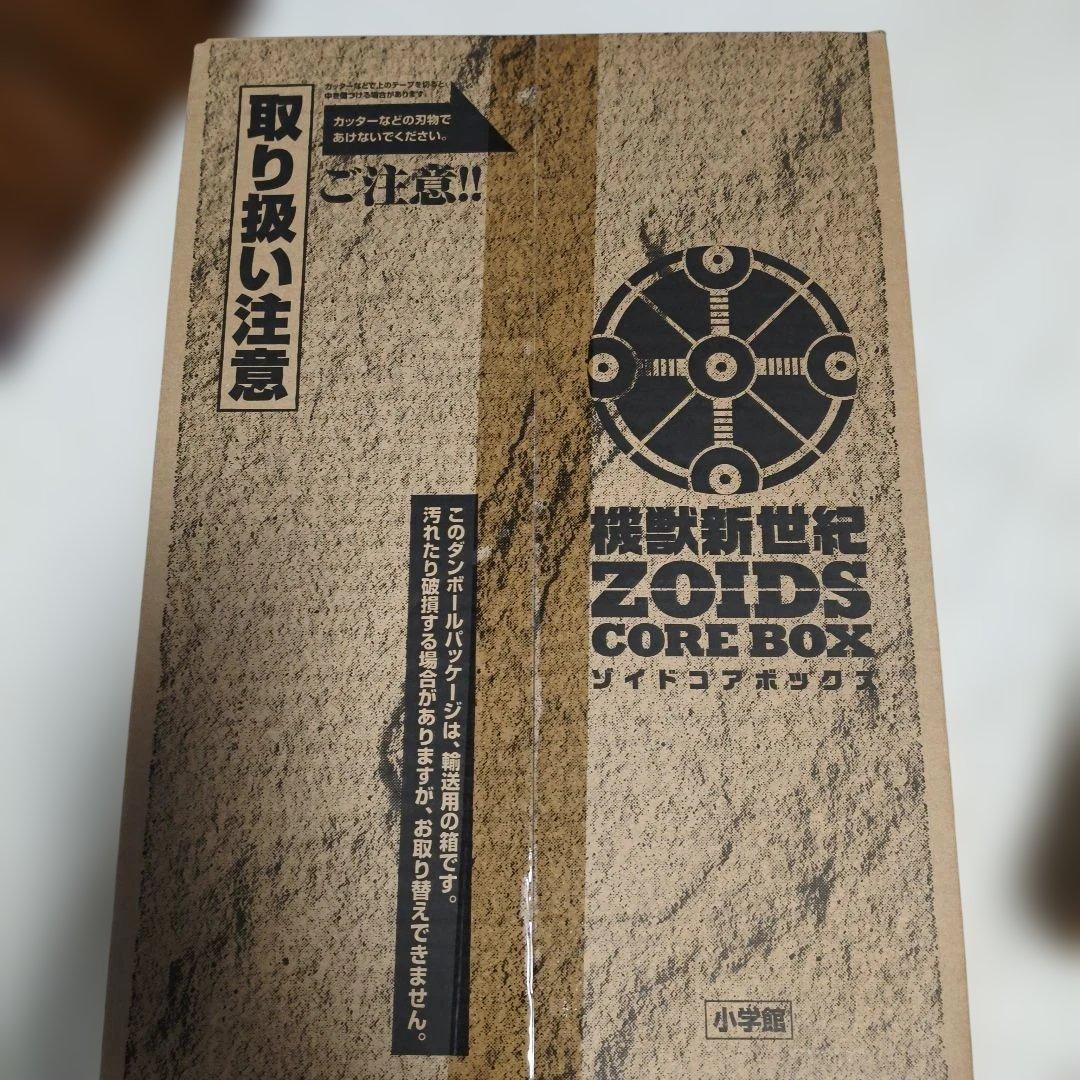 取り扱い注意
カッターなどで上のテープを切ると、
中を傷つける場合があります。
カッターなどの刃物で
あけないでください。
ご注意!!
機獣新世紀
ZOIDS
CORE BOX
ゾイドコアボックス
このダンボールパッケージは、輸送用の箱です。
汚れたり破損する場合がありますが、お取り替えできません。
小学館